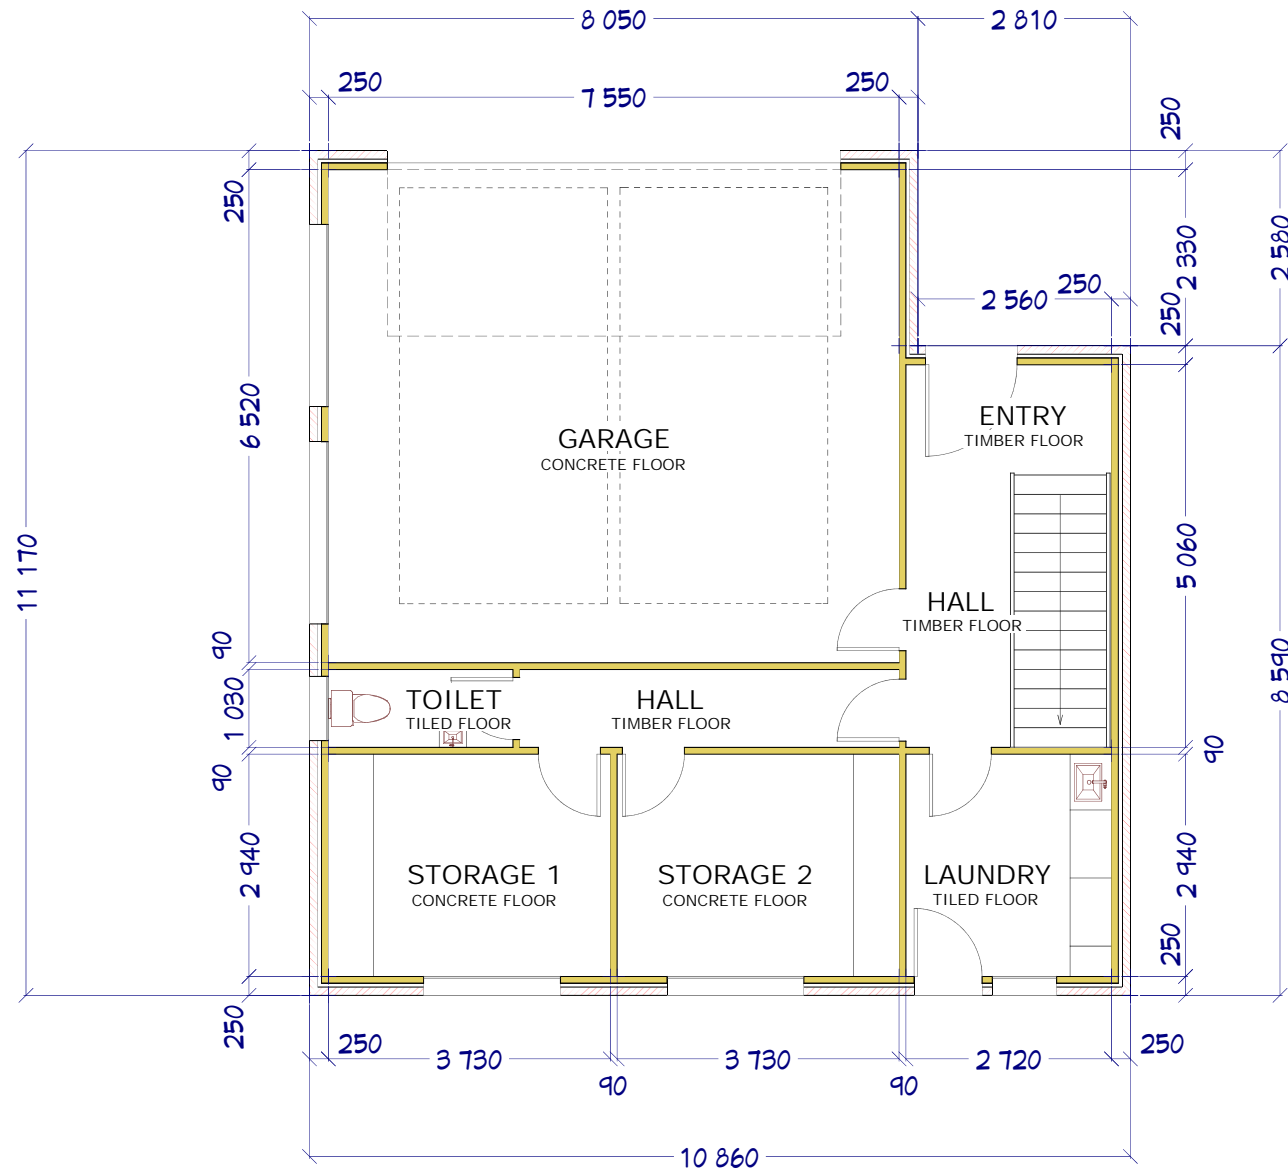 8 050
2 810
250
7 550
250
250
250
2 580
2 330
250
2 560
250
6 520
ENTRY
TIMBER FLOOR
GARAGE
CONCRETE FLOOR
11 170
5 060
HALL
TIMBER FLOOR
90
8 590
1 030
TOILET
TILED FLOOR
HALL
TIMBER FLOOR
90
90
2 940
STORAGE 1
CONCRETE FLOOR
STORAGE 2
CONCRETE FLOOR
LAUNDRY
TILED FLOOR
2 940
250
250
250
3 730
90
3 730
90
2 720
250
10 860